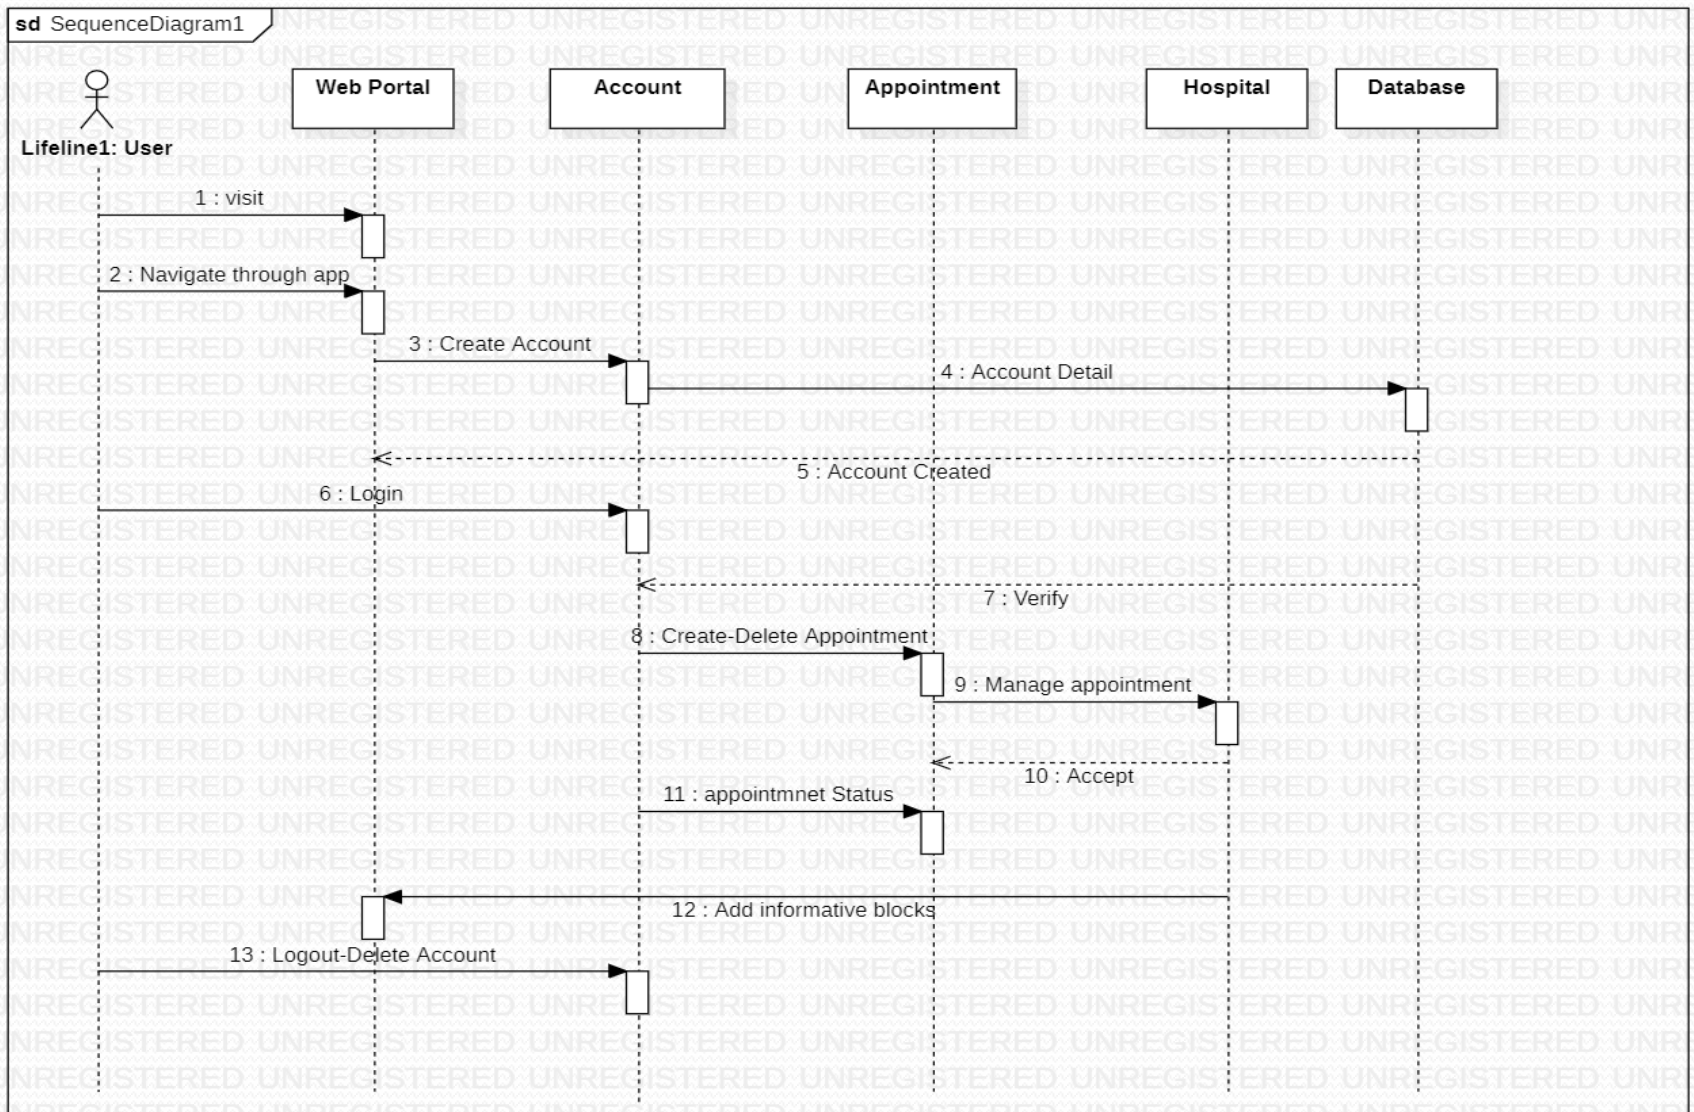 sd SequenceDiagram1
Lifeline1: User
Web Portal
Account
Appointment
Hospital
Database
1 : visit
2 : Navigate through app
3 : Create Account
4 : Account Detail
5 : Account Created
6 : Login
7 : Verify
8 : Create-Delete Appointment
9 : Manage appointment
10 : Accept
11 : appointmnet Status
12 : Add informative blocks
13 : Logout-Delete Account
UNREGISTERED